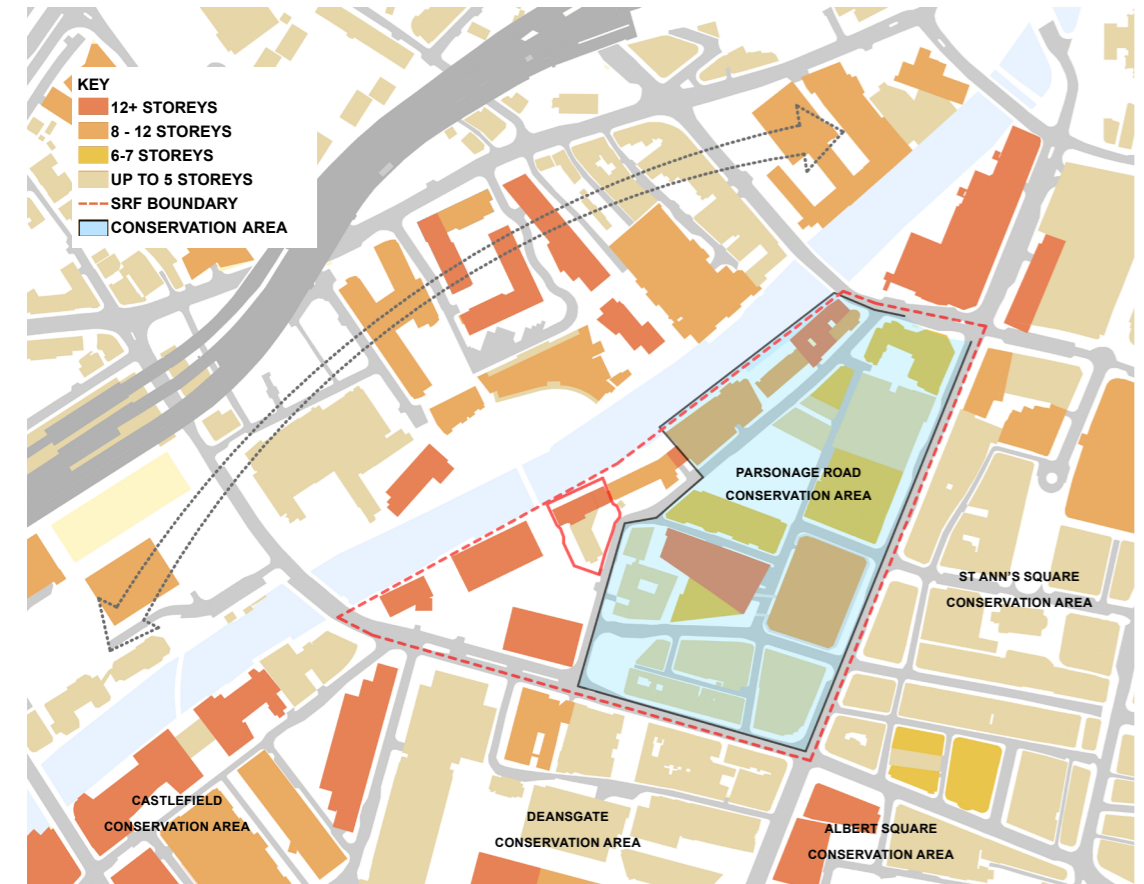 KEY
12+ STOREYS
8 - 12 STOREYS
6-7 STOREYS
UP TO 5 STOREYS
SRF BOUNDARY
CONSERVATION AREA
PARSONAGE ROAD
CONSERVATION AREA
ST ANN'S SQUARE
CONSERVATION AREA
CASTLEFIELD
CONSERVATION AREA
DEANSGATE
CONSERVATION AREA
ALBERT SQUARE
CONSERVATION AREA